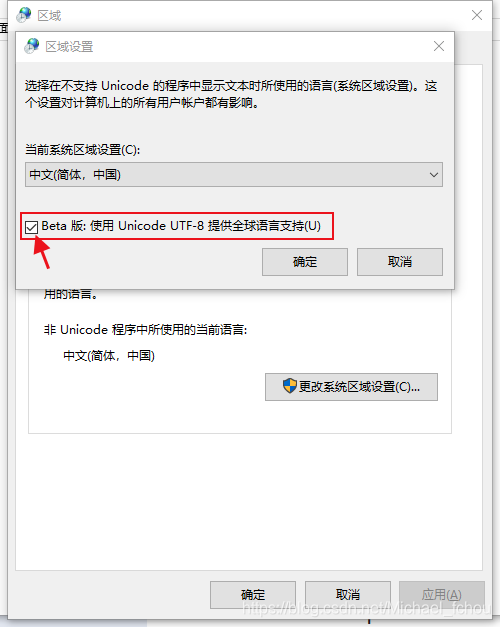 区域
面
区域设置
选择在不支持 Unicode 的程序中显示文本时所使用的语言(系统区域设置)。这
个设置对计算机上的所有用户帐户都有影响。
当前系统区域设置(C):
中文(简体，中国)
Beta 版: 使用 Unicode UTF-8 提供全球语言支持(U)
确定
取消
用的语言。
非 Unicode 程序中所使用的当前语言:
中文(简体，中国)
更改系统区域设置(C)...
确定
取消
应用(A)
https://blog.csdn.net/Michael_fchou